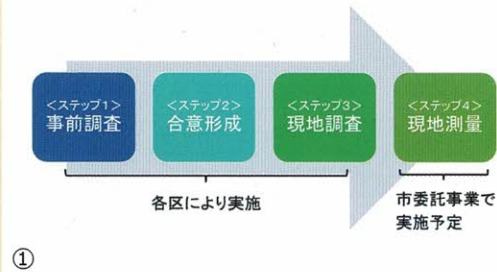 <ステップ1>
事前調査
<ステップ2>
合意形成
<ステップ3>
現地調査
<ステップ4>
現地測量
各区により実施
市委託事業で
実施予定
①